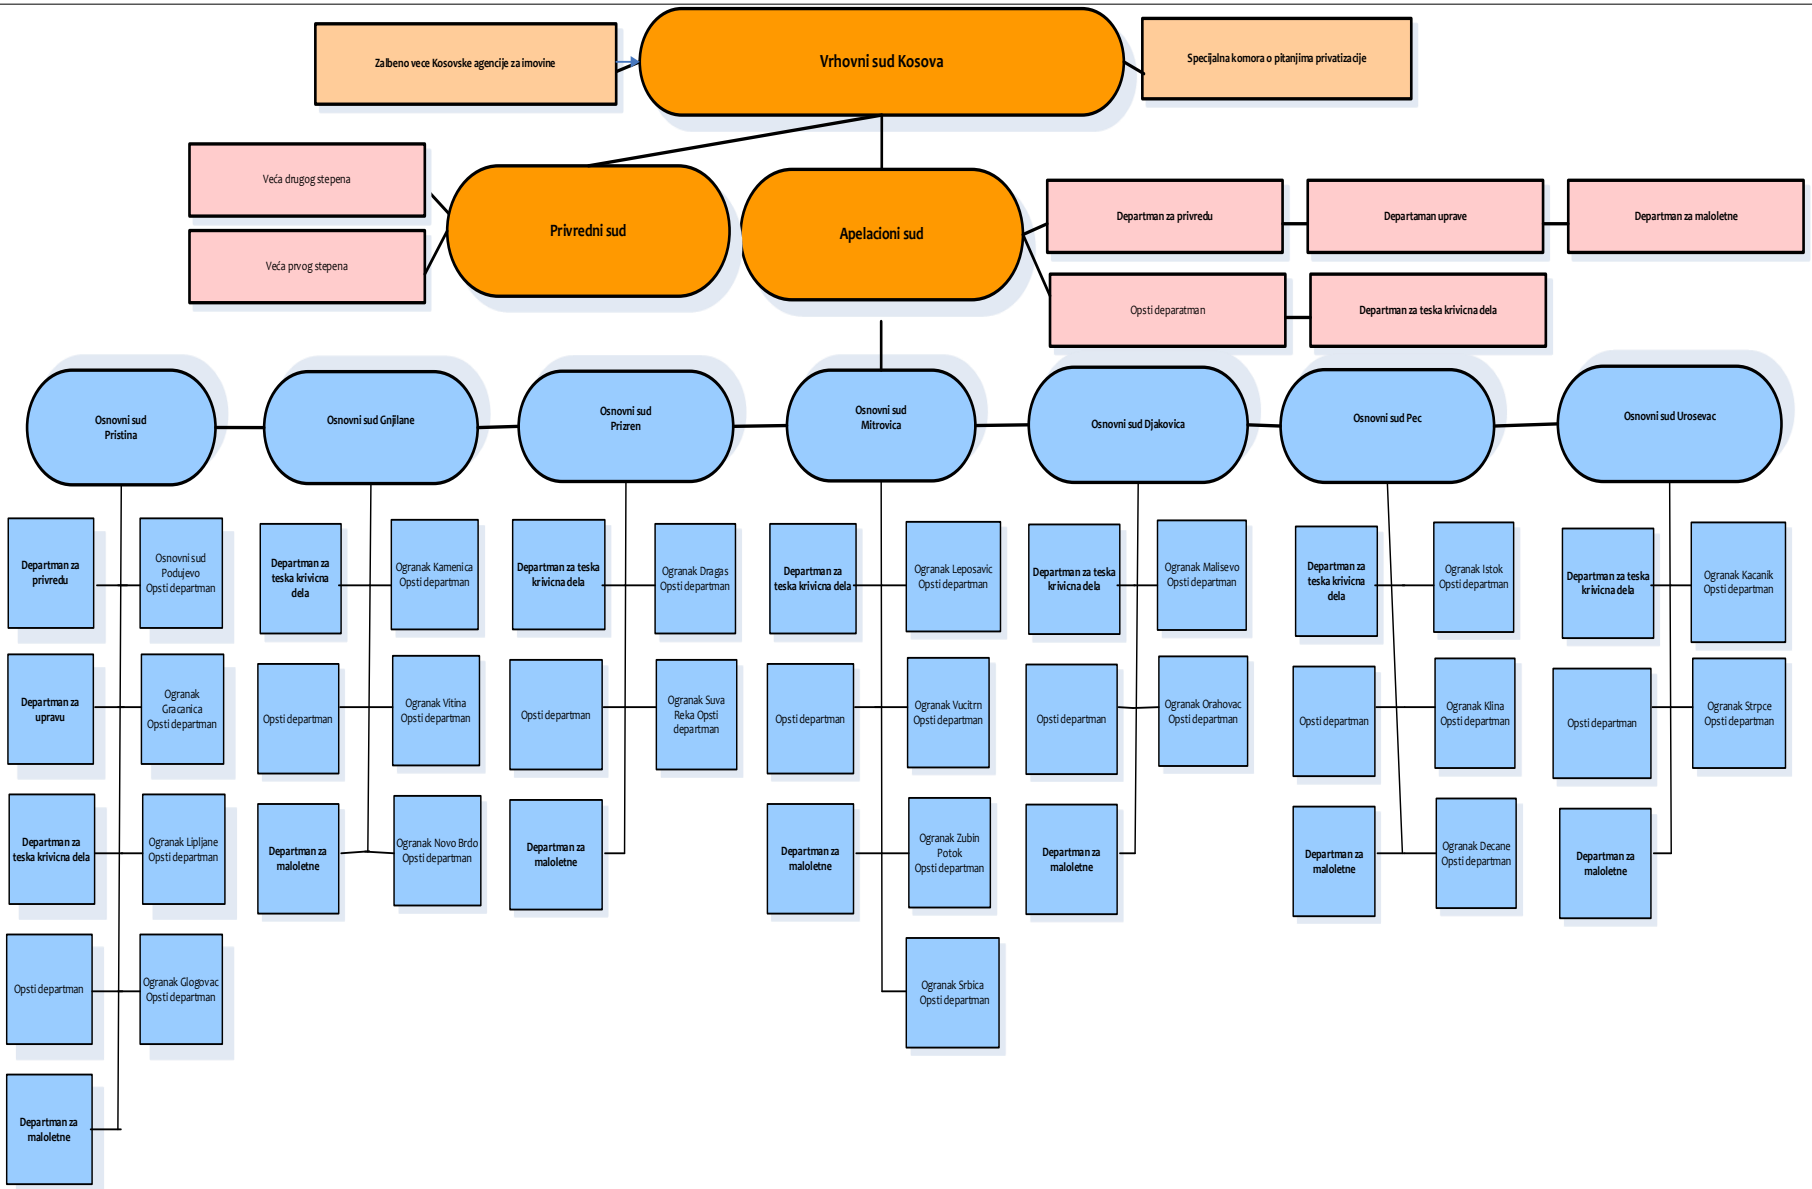 Zalbeno vece Kosovske agencije za imovine
Vrhovni sud Kosova
Specijalna komora o pitanjima privatizacije
Veća drugog stepena
Veća prvog stepena
Privredni sud
Apelacioni sud
Departman za privredu
Departaman uprave
Departman za maloletne
Opsti deparatman
Departman za teska krivicna dela
Osnovni sud
Pristina
Osnovni sud Gnjilane
Osnovni sud
Prizren
Osnovni sud
Mitrovica
Osnovni sud Djakovica
Osnovni sud Pec
Osnovni sud Urosevac
Departman za
privredu
Osnovni sud
Podujevo
Opsti departman
Departman za
upravu
Ogranak
Gracanica
Opsti departman
Departman za
teska krivicna dela
Ogranak Lipljane
Opsti departman
Opsti departman
Ogranak Glogovac
Opsti departman
Departman za
maloletne
Departman za
teska krivicna
dela
Ogranak Kamenica
Opsti departman
Opsti departman
Ogranak Vitina
Opsti departman
Departman za
maloletne
Ogranak Novo Brdo
Opsti departman
Departman za teska
krivicna dela
Ogranak Dragas
Opsti departman
Opsti departman
Ogranak Suva
Reka Opsti
department
Departman za
maloletne
Departman za
teska krivicna dela
Ogranak Leposavic
Opsti departman
Opsti departman
Ogranak Vucitrn
Opsti departman
Departman za
maloletne
Ogranak Zubin
Potok
Opsti departman
Ogranak Srbica
Opsti departman
Departman za teska
krivicna dela
Ogranak Malisevo
Opsti departman
Opsti departman
Ogranak Orahovac
Opsti departman
Departman za
maloletne
Departman za
teska krivicna
dela
Ogranak Istok
Opsti departman
Opsti departman
Ogranak Klina
Opsti departman
Departman za
maloletne
Ogranak Decane
Opsti departman
Departman za teska
krivicna dela
Ogranak Kacanik
Opsti departman
Opsti departman
Ogranak Strpce
Opsti departman
Departman za
maloletne